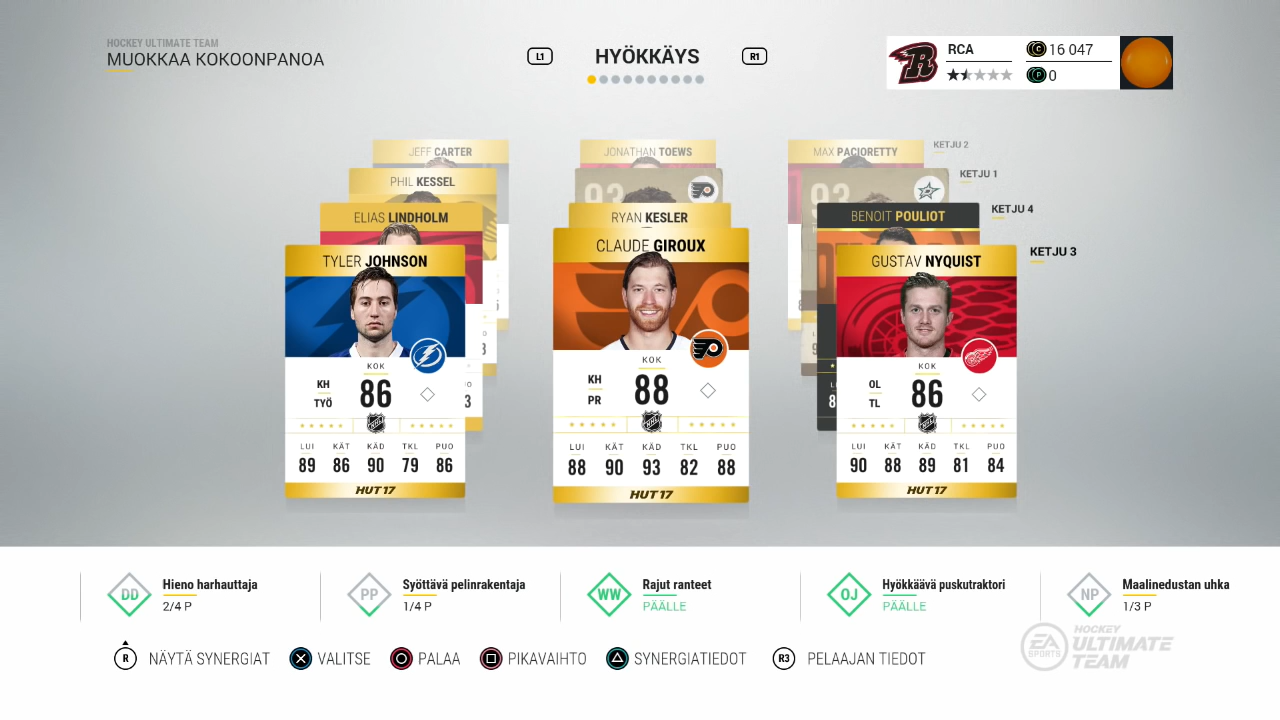 HOCKEY ULTIMATE TEAM
MUOKKAA KOKOONPANOA
L1
HYÖKKÄYS
R1
RCA
16 047
0
JEFF CARTER
JONATHAN TOEWS
MAX PACIORETTY
KETJU 2
PHIL KESSEL
93
93
KETJU 1
ELIAS LINDHOLM
RYAN KESLER
BENOIT POULIOT
KETJU 4
TYLER JOHNSON
CLAUDE GIROUX
GUSTAV NYQUIST
KETJU 3
KOK
KH
TYÖ
86
LUI KÄT KÄD TKL PUO
89 86 90 79 86
HUT 17
KOK
KH
PR
88
LUI KÄT KÄD TKL PUO
88 90 93 82 88
HUT 17
KOK
OL
TL
86
LUI KÄT KÄD TKL PUO
90 88 89 81 84
HUT 17
DD
Hieno harhauttaja
2/4 P
PP
Syöttävä pelinrakentaja
1/4 P
WW
Rajut ranteet
PÄÄLLE
OJ
Hyökkäävä puskutraktori
PÄÄLLE
NP
Maalinedustan uhka
1/3 P
R NÄYTÄ SYNERGIAT
VALITSE
PALAA
PIKAVAIHTO
SYNERGIATIEDOT
R3 PELAAJAN TIEDOT
EA SPORTS
HOCKEY
ULTIMATE
TEAM